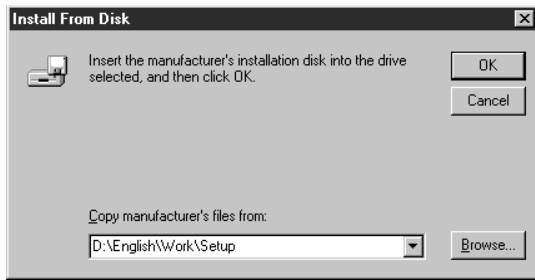 Install From Disk
Insert the manufacturer's installation disk into the drive
selected, and then click OK.
OK
Cancel
Copy manufacturer's files from:
D:\English\Work\Setup
Browse...